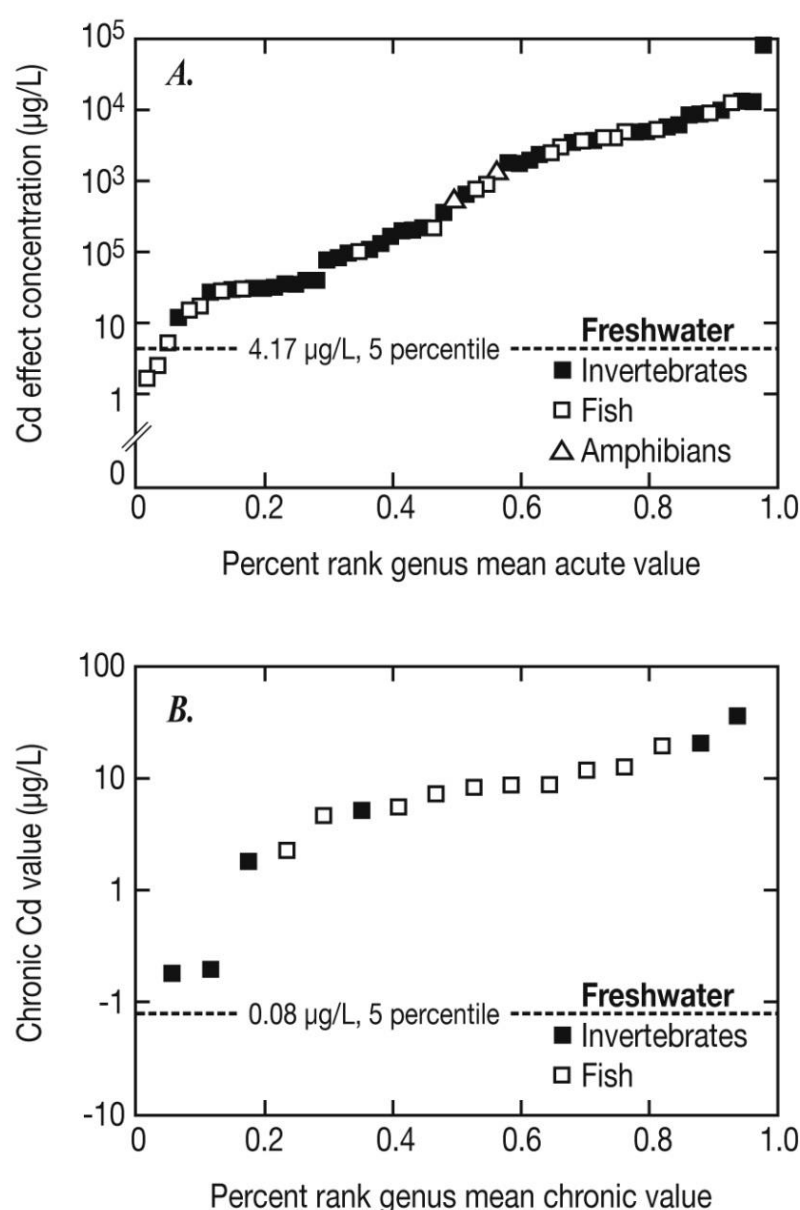 A.
Cd effect concentration (µg/L)
10⁵
10⁴
10³
10⁵
10
1
0
4.17 µg/L, 5 percentile
Freshwater
Invertebrates
Fish
Amphibians
0 0.2 0.4 0.6 0.8 1.0
Percent rank genus mean acute value
B.
Chronic Cd value (µg/L)
100
10
1
-1
-10
0.08 µg/L, 5 percentile
Freshwater
Invertebrates
Fish
0 0.2 0.4 0.6 0.8 1.0
Percent rank genus mean chronic value